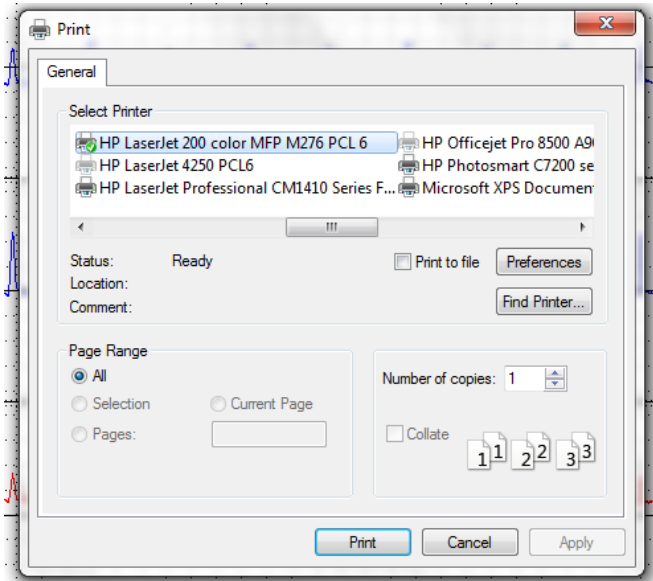 Print
General
Select Printer
HP LaserJet 200 color MFP M276 PCL 6
HP Officejet Pro 8500 A9
HP LaserJet 4250 PCL6
HP Photosmart C7200 se
HP LaserJet Professional CM1410 Series F...
Microsoft XPS Documen
Status: Ready
Print to file
Preferences
Location:
Comment:
Find Printer...
Page Range
All
Number of copies: 1
Selection
Current Page
Pages:
Collate
1 1 2 2 3 3
Print
Cancel
Apply